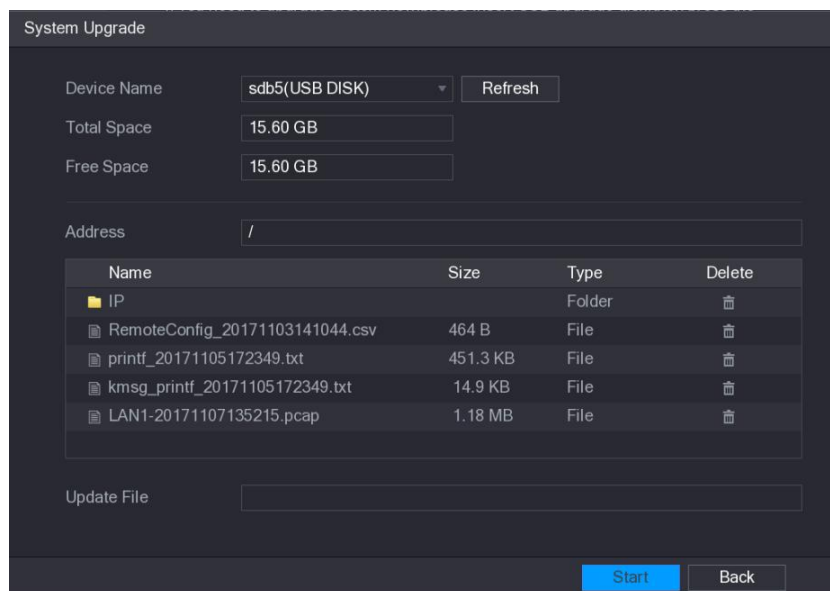 System Upgrade
Device Name sdb5(USB DISK) Refresh
Total Space 15.60 GB
Free Space 15.60 GB
Address /
Name Size Type Delete
IP Folder
RemoteConfig_20171103141044.csv 464 B File
printf_20171105172349.txt 451.3 KB File
kmsg_printf_20171105172349.txt 14.9 KB File
LAN1-20171107135215.pcap 1.18 MB File
Update File
Start Back